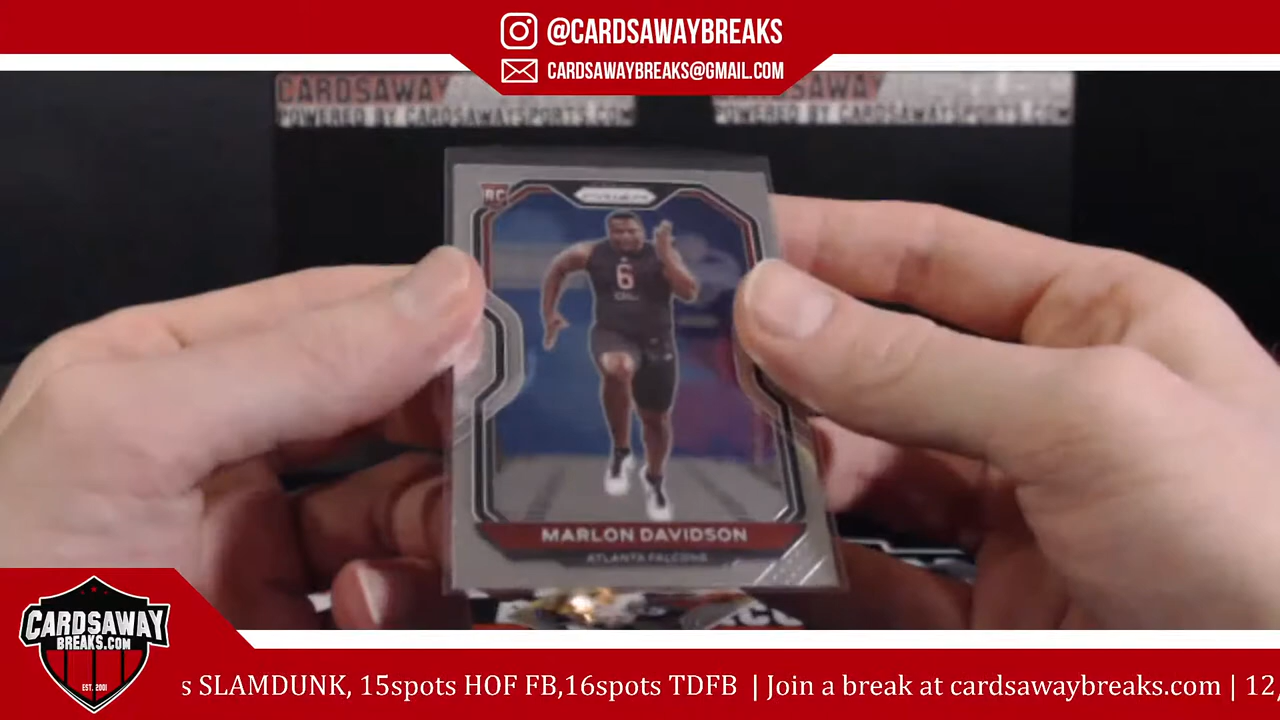 @CARDSAWAYBREAKS
CARDSAWAYBREAKS@GMAIL.COM
CARDSAWAY
POWERED BY CARDSAWAYSPORTS.COM
CARDSAWAY
POWERED BY CARDSAWAYSPORTS.COM
RC
PRIZM
6
MARLON DAVIDSON
ATLANTA FALCONS
CARDSAWAY
BREAKS.COM
EST. 2001
s SLAMDUNK, 15spots HOF FB,16spots TDFB | Join a break at cardsawaybreaks.com | 12,